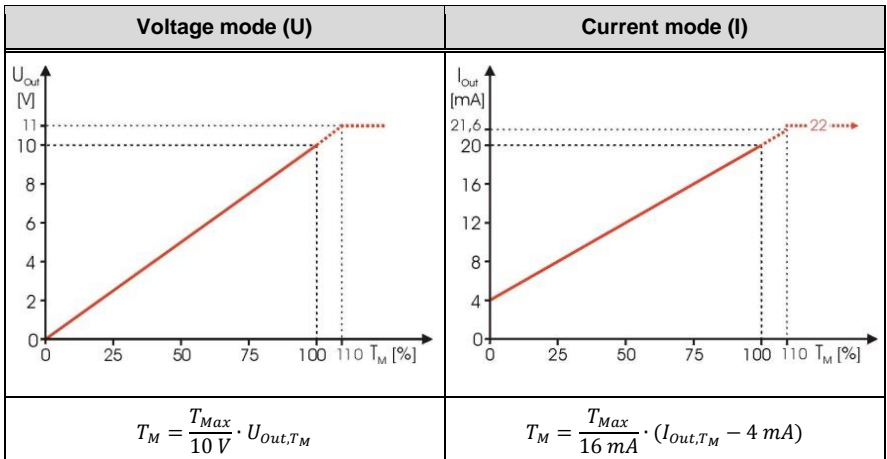 Voltage mode (U)
Current mode (I)
U_Out
[V]
11
10
8
6
4
2
0
0 25 50 75 100 110 T_M [%]
I_Out
[mA]
21,6
22
20
16
12
8
4
0
0 25 50 75 100 110 T_M [%]
T_M = T_Max / 10 V · U_Out,T_M
T_M = T_Max / 16 mA · (I_Out,T_M − 4 mA)